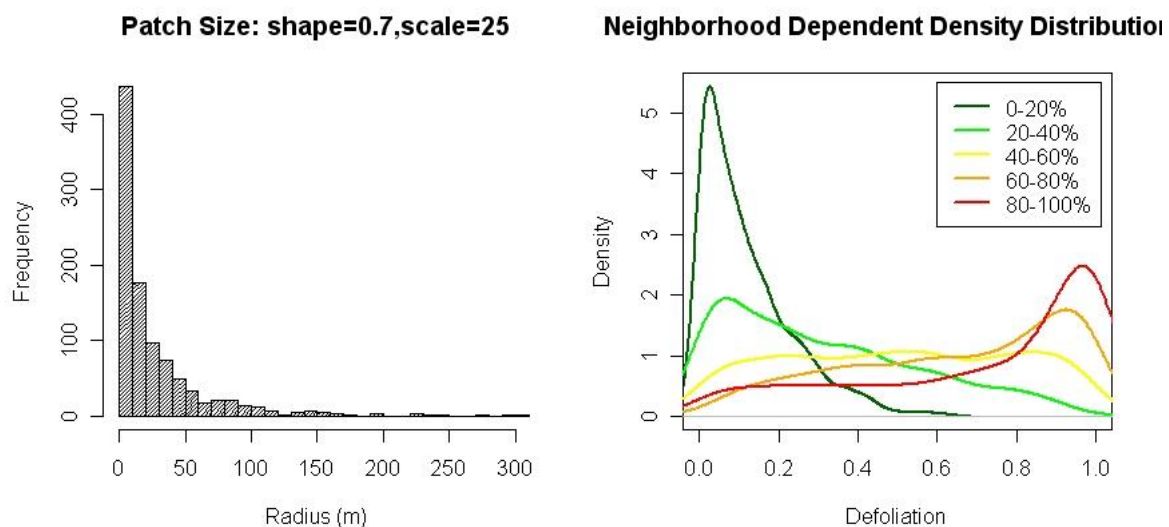 Patch Size: shape=0.7,scale=25
Frequency
400
300
200
100
0
0 50 100 150 200 250 300
Radius (m)
Neighborhood Dependent Density Distribution
Density
5
4
3
2
1
0
0-20%
20-40%
40-60%
60-80%
80-100%
0.0 0.2 0.4 0.6 0.8 1.0
Defoliation